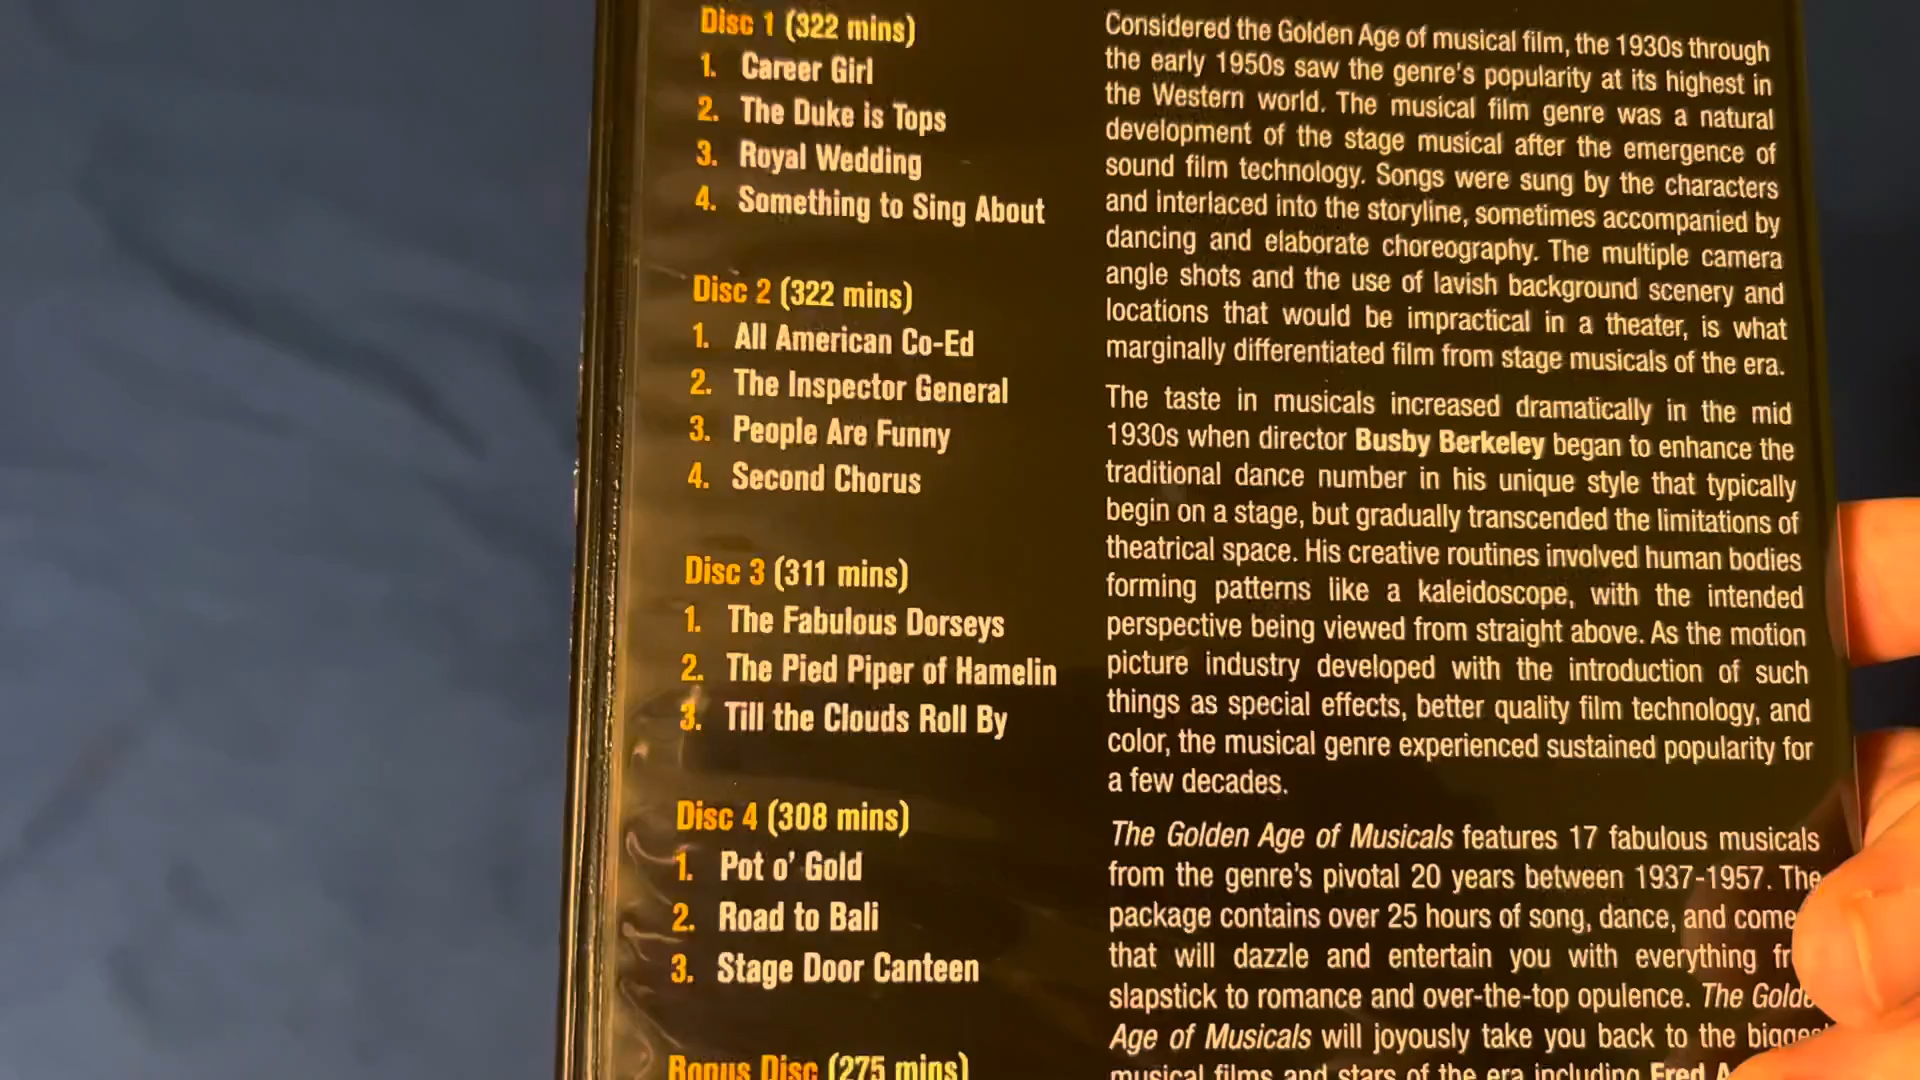 Disc 1 (322 mins)
1. Career Girl
2. The Duke is Tops
3. Royal Wedding
4. Something to Sing About
Disc 2 (322 mins)
1. All American Co-Ed
2. The Inspector General
3. People Are Funny
4. Second Chorus
Disc 3 (311 mins)
1. The Fabulous Dorseys
2. The Pied Piper of Hamelin
3. Till the Clouds Roll By
Disc 4 (308 mins)
1. Pot o' Gold
2. Road to Bali
3. Stage Door Canteen
Bonus Disc (275 mins)
Considered the Golden Age of musical film, the 1930s through
the early 1950s saw the genre's popularity at its highest in
the Western world. The musical film genre was a natural
development of the stage musical after the emergence of
sound film technology. Songs were sung by the characters
and interlaced into the storyline, sometimes accompanied by
dancing and elaborate choreography. The multiple camera
angle shots and the use of lavish background scenery and
locations that would be impractical in a theater, is what
marginally differentiated film from stage musicals of the era.
The taste in musicals increased dramatically in the mid
1930s when director Busby Berkeley began to enhance the
traditional dance number in his unique style that typically
begin on a stage, but gradually transcended the limitations of
theatrical space. His creative routines involved human bodies
forming patterns like a kaleidoscope, with the intended
perspective being viewed from straight above. As the motion
picture industry developed with the introduction of such
things as special effects, better quality film technology, and
color, the musical genre experienced sustained popularity for
a few decades.
The Golden Age of Musicals features 17 fabulous musicals
from the genre's pivotal 20 years between 1937-1957. The
package contains over 25 hours of song, dance, and come
that will dazzle and entertain you with everything fr
slapstick to romance and over-the-top opulence. The Golde
Age of Musicals will joyously take you back to the bigges
musical films and stars of the era including Fred A